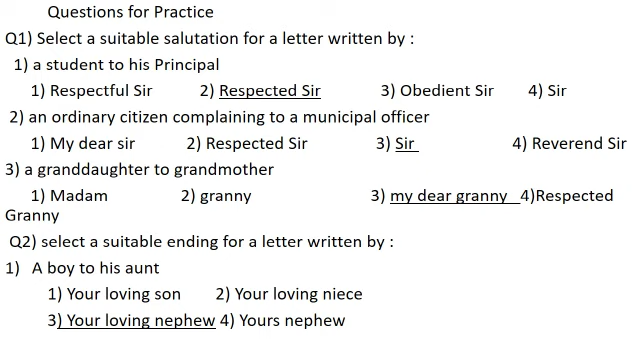 Questions for Practice
Q1) Select a suitable salutation for a letter written by :
1) a student to his Principal
1) Respectful Sir 2) Respected Sir 3) Obedient Sir 4) Sir
2) an ordinary citizen complaining to a municipal officer
1) My dear sir 2) Respected Sir 3) Sir 4) Reverend Sir
3) a granddaughter to grandmother
1) Madam 2) granny 3) my dear granny 4)Respected
Granny
Q2) select a suitable ending for a letter written by :
1) A boy to his aunt
1) Your loving son 2) Your loving niece
3) Your loving nephew 4) Yours nephew